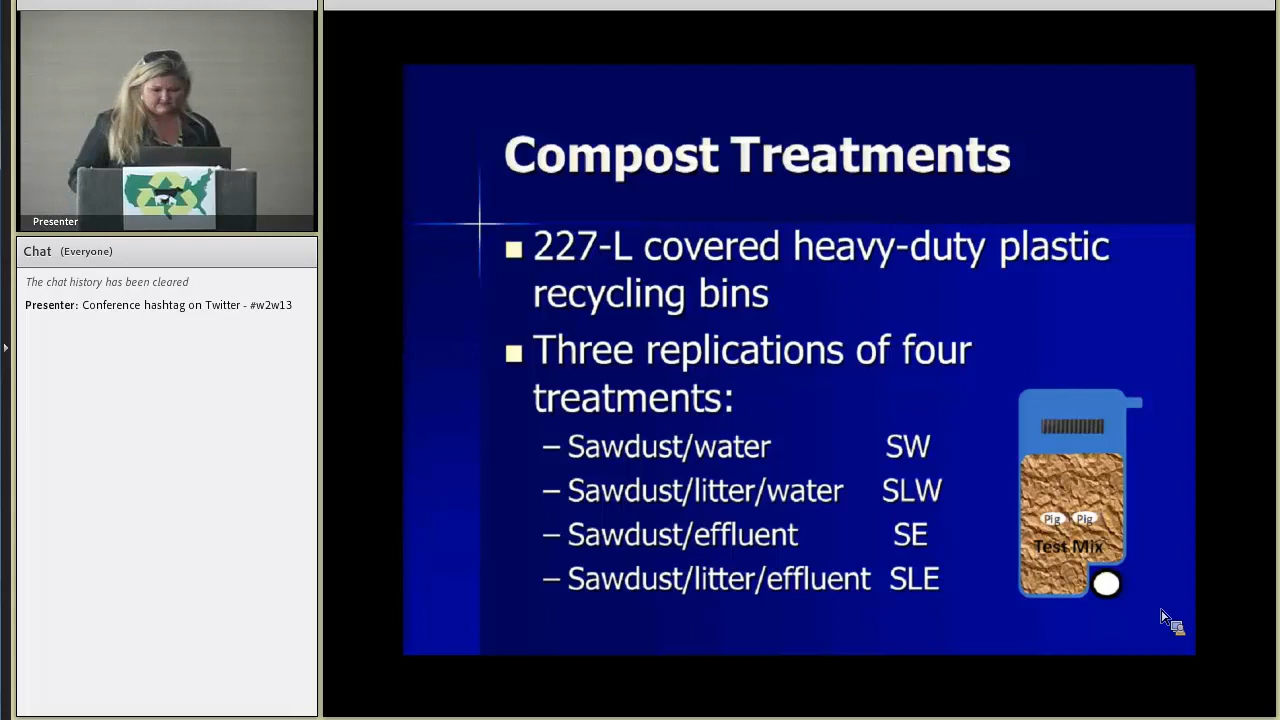 Presenter
Chat (Everyone)
The chat history has been cleared
Presenter: Conference hashtag on Twitter - #w2w13
Compost Treatments
227-L covered heavy-duty plastic
recycling bins
Three replications of four
treatments:
– Sawdust/water SW
– Sawdust/litter/water SLW
– Sawdust/effluent SE
– Sawdust/litter/effluent SLE
Pig Pig
Test Mix